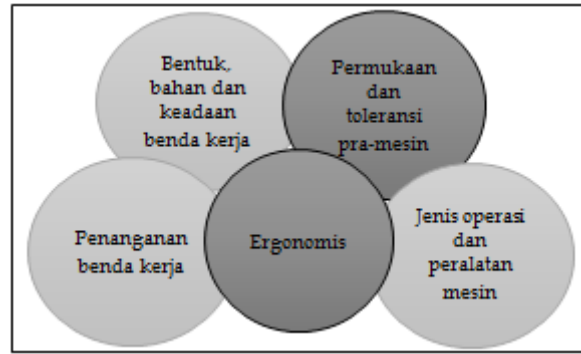 Bentuk,
bahan dan
keadaan
benda kerja
Permukaan
dan
toleransi
pra-mesin
Penanganan
benda kerja
Ergonomis
Jenis operasi
dan
peralatan
mesin